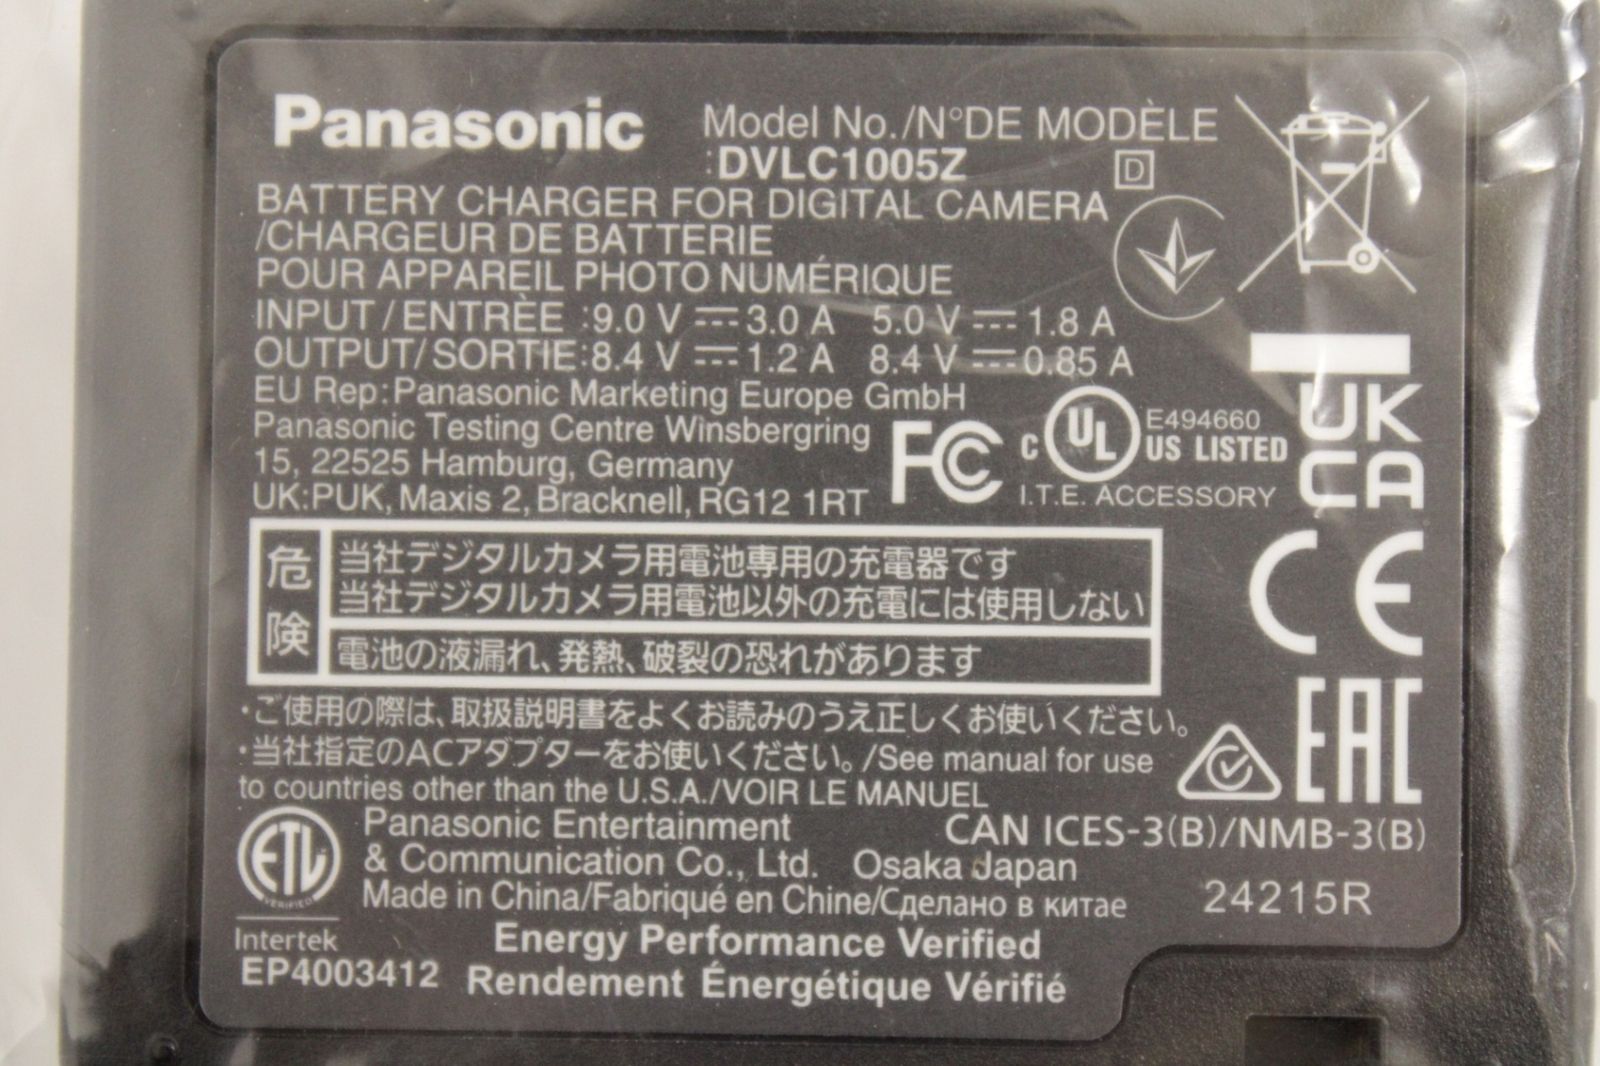 Panasonic
Model No./N°DE MODÈLE
:DVLC1005Z
D
BATTERY CHARGER FOR DIGITAL CAMERA
/CHARGEUR DE BATTERIE
POUR APPAREIL PHOTO NUMÉRIQUE
INPUT/ENTRÈE :9.0 V ⎓ 3.0 A 5.0 V ⎓ 1.8 A
OUTPUT/SORTIE:8.4 V ⎓ 1.2 A 8.4 V ⎓ 0.85 A
EU Rep:Panasonic Marketing Europe GmbH
Panasonic Testing Centre Winsbergring
15, 22525 Hamburg, Germany
UK:PUK, Maxis 2, Bracknell, RG12 1RT
FC
c UL US LISTED
E494660
I.T.E. ACCESSORY
UK
CA
CE
EAC
危険
当社デジタルカメラ用電池専用の充電器です
当社デジタルカメラ用電池以外の充電には使用しない
電池の液漏れ、発熱、破裂の恐れがあります
・ご使用の際は、取扱説明書をよくお読みのうえ正しくお使いください。
・当社指定のACアダプターをお使いください。/See manual for use
to countries other than the U.S.A./VOIR LE MANUEL
ETL
VERIFIED
Intertek
EP4003412
Panasonic Entertainment
& Communication Co., Ltd. Osaka Japan
Made in China/Fabriqué en Chine/Сделано в китае
CAN ICES-3(B)/NMB-3(B)
24215R
Energy Performance Verified
Rendement Énergétique Vérifié